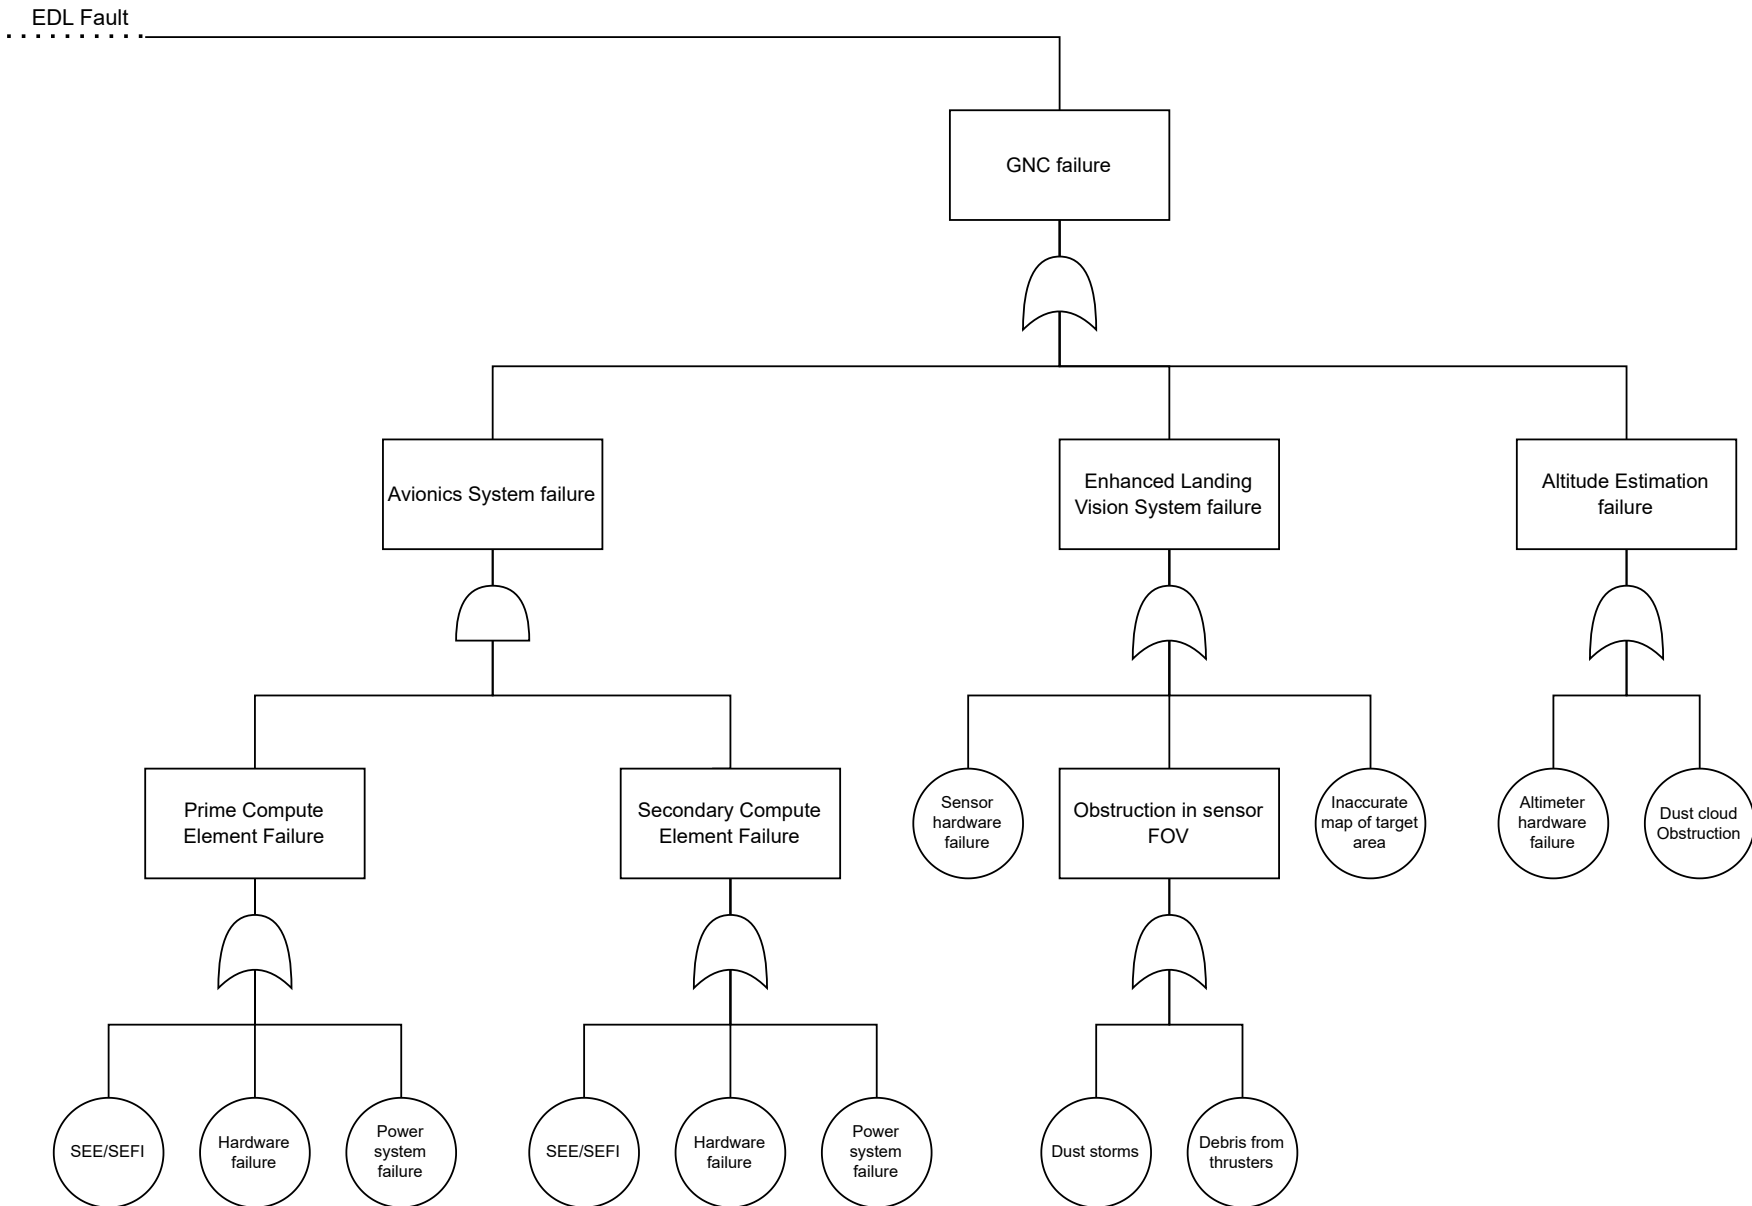 EDL Fault
GNC failure
Avionics System failure
Enhanced Landing
Vision System failure
Altitude Estimation
failure
Prime Compute
Element Failure
Secondary Compute
Element Failure
Sensor
hardware
failure
Obstruction in sensor
FOV
Inaccurate
map of target
area
Altimeter
hardware
failure
Dust cloud
Obstruction
SEE/SEFI
Hardware
failure
Power
system
failure
SEE/SEFI
Hardware
failure
Power
system
failure
Dust storms
Debris from
thrusters